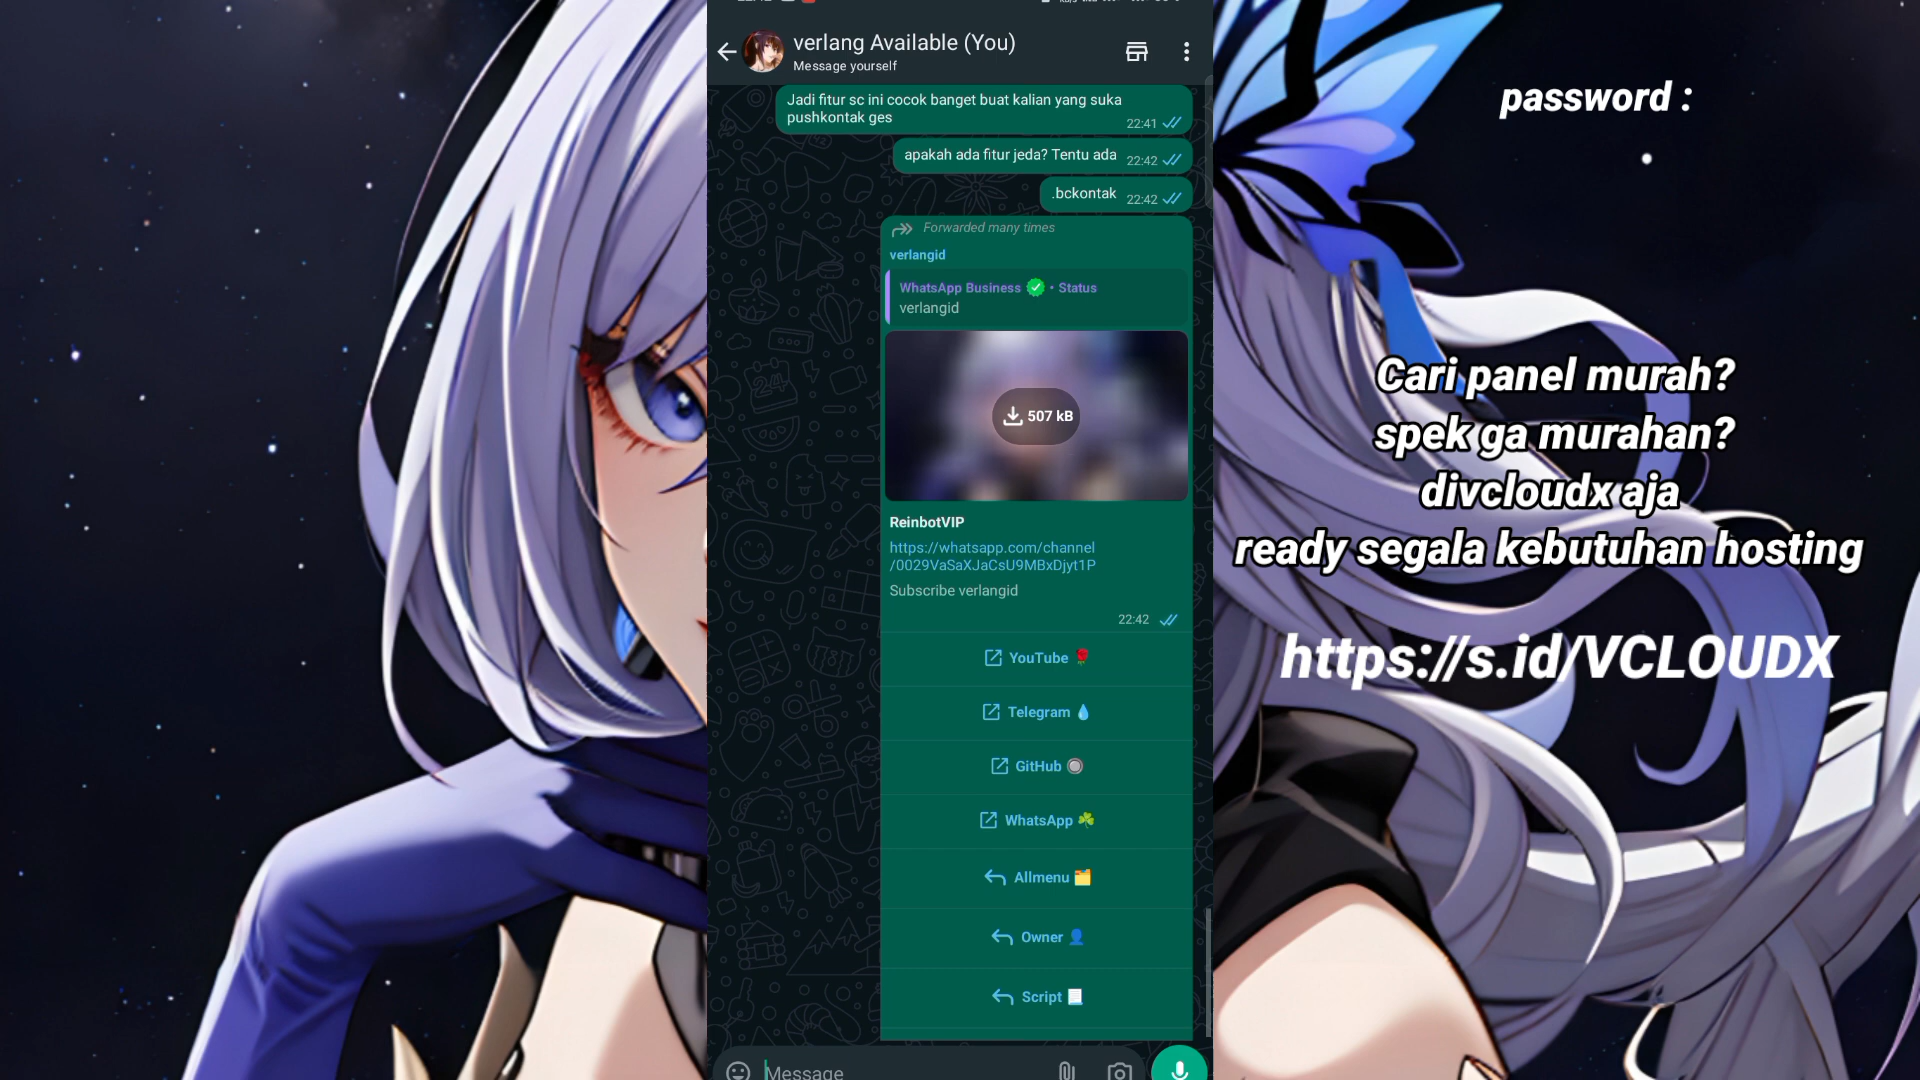 verlang Available (You)
Message yourself
Jadi fitur sc ini cocok banget buat kalian yang suka
pushkontak ges
22:41
apakah ada fitur jeda? Tentu ada
22:42
.bckontak
22:42
Forwarded many times
verlangid
WhatsApp Business • Status
verlangid
507 kB
ReinbotVIP
https://whatsapp.com/channel
/0029VaSaXJaCsU9MBxDjyt1P
Subscribe verlangid
22:42
YouTube
Telegram
GitHub
WhatsApp
Allmenu
Owner
Script
Message
password :
Cari panel murah?
spek ga murahan?
divcloudx aja
ready segala kebutuhan hosting
https://s.id/VCLOUDX